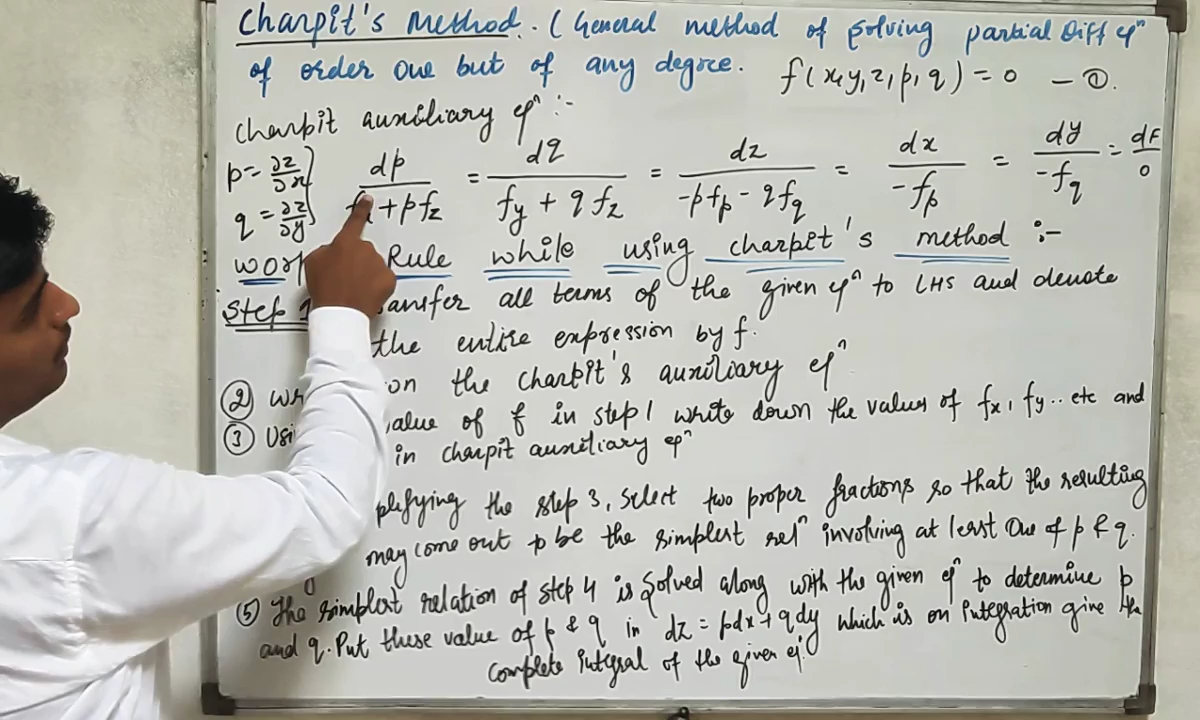 Charpit's Method. (General method of solving partial Diff eqⁿ
of order one but of any degree. f(x,y,z,p,q) = 0 — ①.
Charpit auxiliary eqⁿ :-
p = ∂z/∂x
q = ∂z/∂y
dp/(fx + pfz) = dq/(fy + qfz) = dz/(-pfp - qfq) = dx/(-fp) = dy/(-fq) = dF/0
Rule while using Charpit's method :-
Step 1 ansfer all terms of the given eqⁿ to LHS and denote
the entire expression by f.
② Wr on the Charpit's auxiliary eqⁿ
③ Usi value of f in step 1 write down the values of fx, fy .. etc and
in Charpit auxiliary eqⁿ
plifying the step 3, select two proper fractions so that the resulting
may come out to be the simplest relⁿ involving at least one of p & q.
⑤ The simplest relation of step 4 is solved along with the given eqⁿ to determine p
and q. Put these value of p & q in dz = pdx + qdy which is on integration give the
complete integral of the given eqⁿ